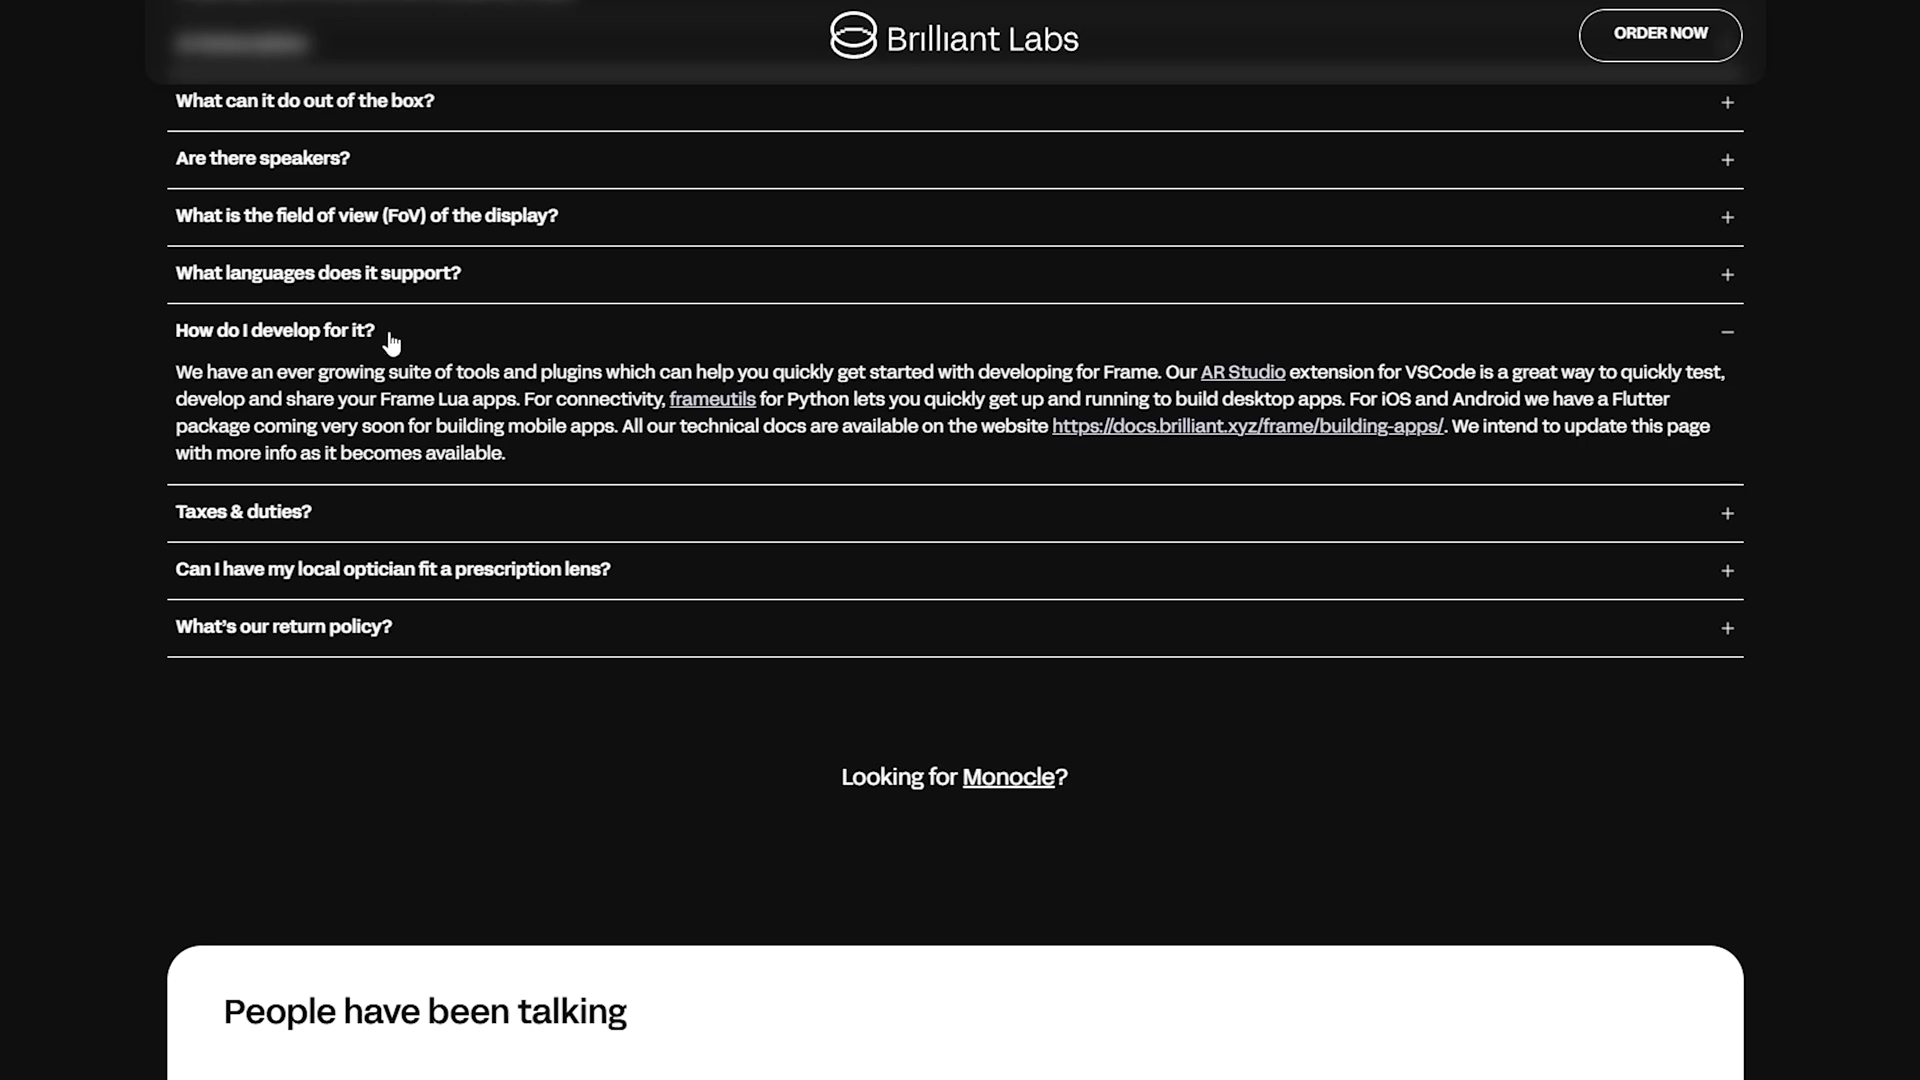 Brilliant Labs
ORDER NOW
What can it do out of the box?
+
Are there speakers?
+
What is the field of view (FoV) of the display?
+
What languages does it support?
+
How do I develop for it?
−
We have an ever growing suite of tools and plugins which can help you quickly get started with developing for Frame. Our AR Studio extension for VSCode is a great way to quickly test,
develop and share your Frame Lua apps. For connectivity, frameutils for Python lets you quickly get up and running to build desktop apps. For iOS and Android we have a Flutter
package coming very soon for building mobile apps. All our technical docs are available on the website https://docs.brilliant.xyz/frame/building-apps/. We intend to update this page
with more info as it becomes available.
Taxes & duties?
+
Can I have my local optician fit a prescription lens?
+
What's our return policy?
+
Looking for Monocle?
People have been talking